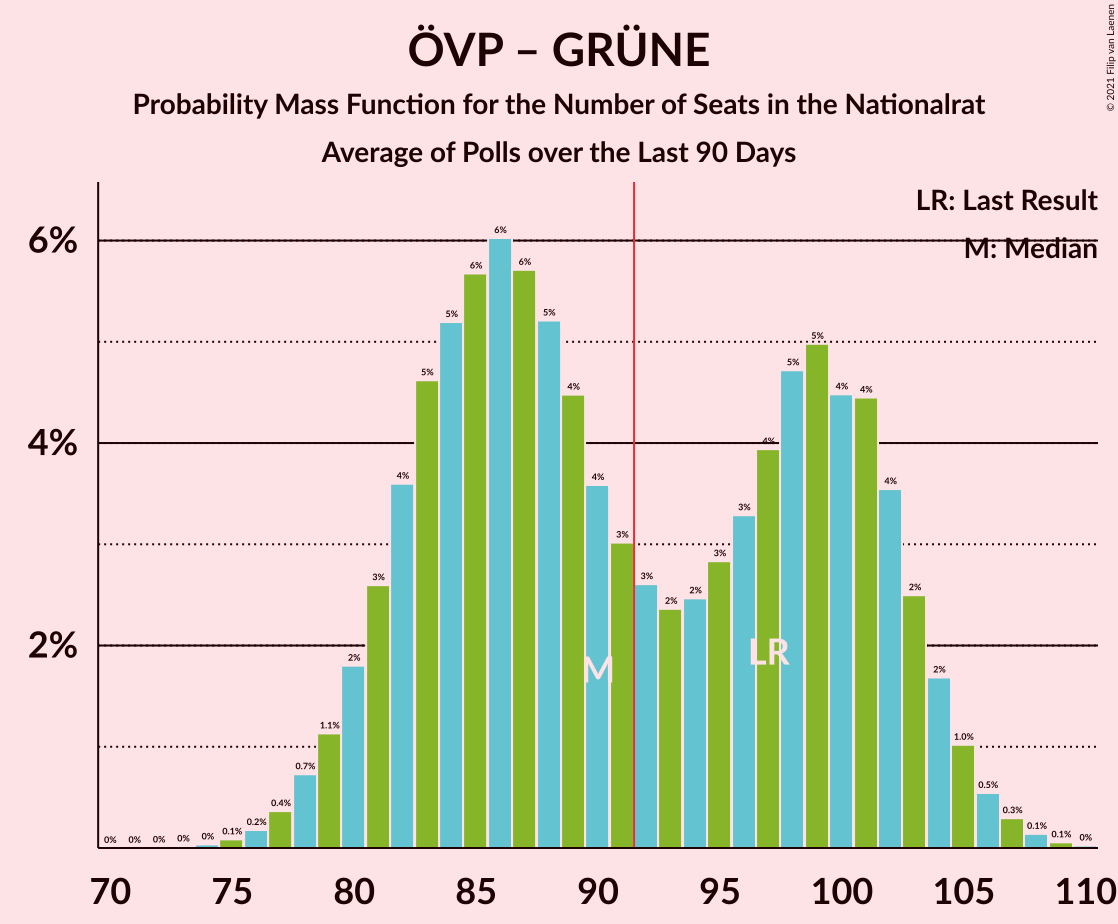 ÖVP – GRÜNE
Probability Mass Function for the Number of Seats in the Nationalrat
Average of Polls over the Last 90 Days
© 2021 Filip van Laenen
LR: Last Result
M: Median
6%
4%
2%
0% 0% 0% 0% 0% 0.1% 0.2% 0.4% 0.7% 1.1% 2% 3% 4% 5% 5% 6% 6% 6% 5% 4% 4% 3% 3% 2% 2% 3% 3% 4% 5% 5% 4% 4% 4% 2% 2% 1.0% 0.5% 0.3% 0.1% 0.1% 0%
M
LR
70 75 80 85 90 95 100 105 110